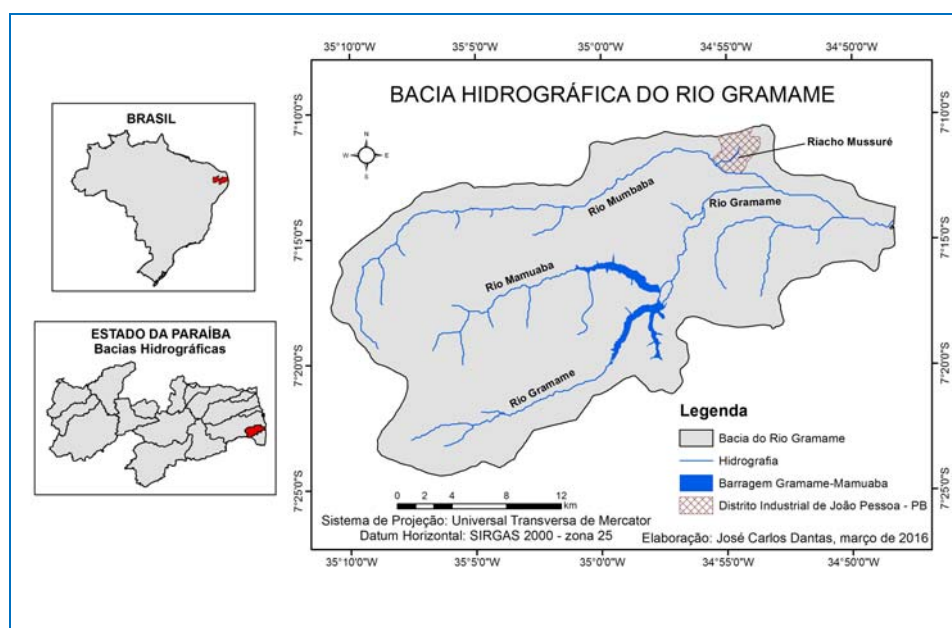 BRASIL
ESTADO DA PARAÍBA
Bacias Hidrográficas
35°10'0"W 35°5'0"W 35°0'0"W 34°55'0"W 34°50'0"W
BACIA HIDROGRÁFICA DO RIO GRAMAME
N
W E
S
7°10'0"S
7°15'0"S
7°20'0"S
7°25'0"S
Riacho Mussuré
Rio Mumbaba
Rio Gramame
Rio Mamuaba
Rio Gramame
7°10'0"S
7°15'0"S
7°20'0"S
7°25'0"S
Legenda
Bacia do Rio Gramame
Hidrografia
Barragem Gramame-Mamuaba
Distrito Industrial de João Pessoa - PB
0 2 4 8 12
km
Sistema de Projeção: Universal Transversa de Mercator
Datum Horizontal: SIRGAS 2000 - zona 25
Elaboração: José Carlos Dantas, março de 2016
35°10'0"W 35°5'0"W 35°0'0"W 34°55'0"W 34°50'0"W